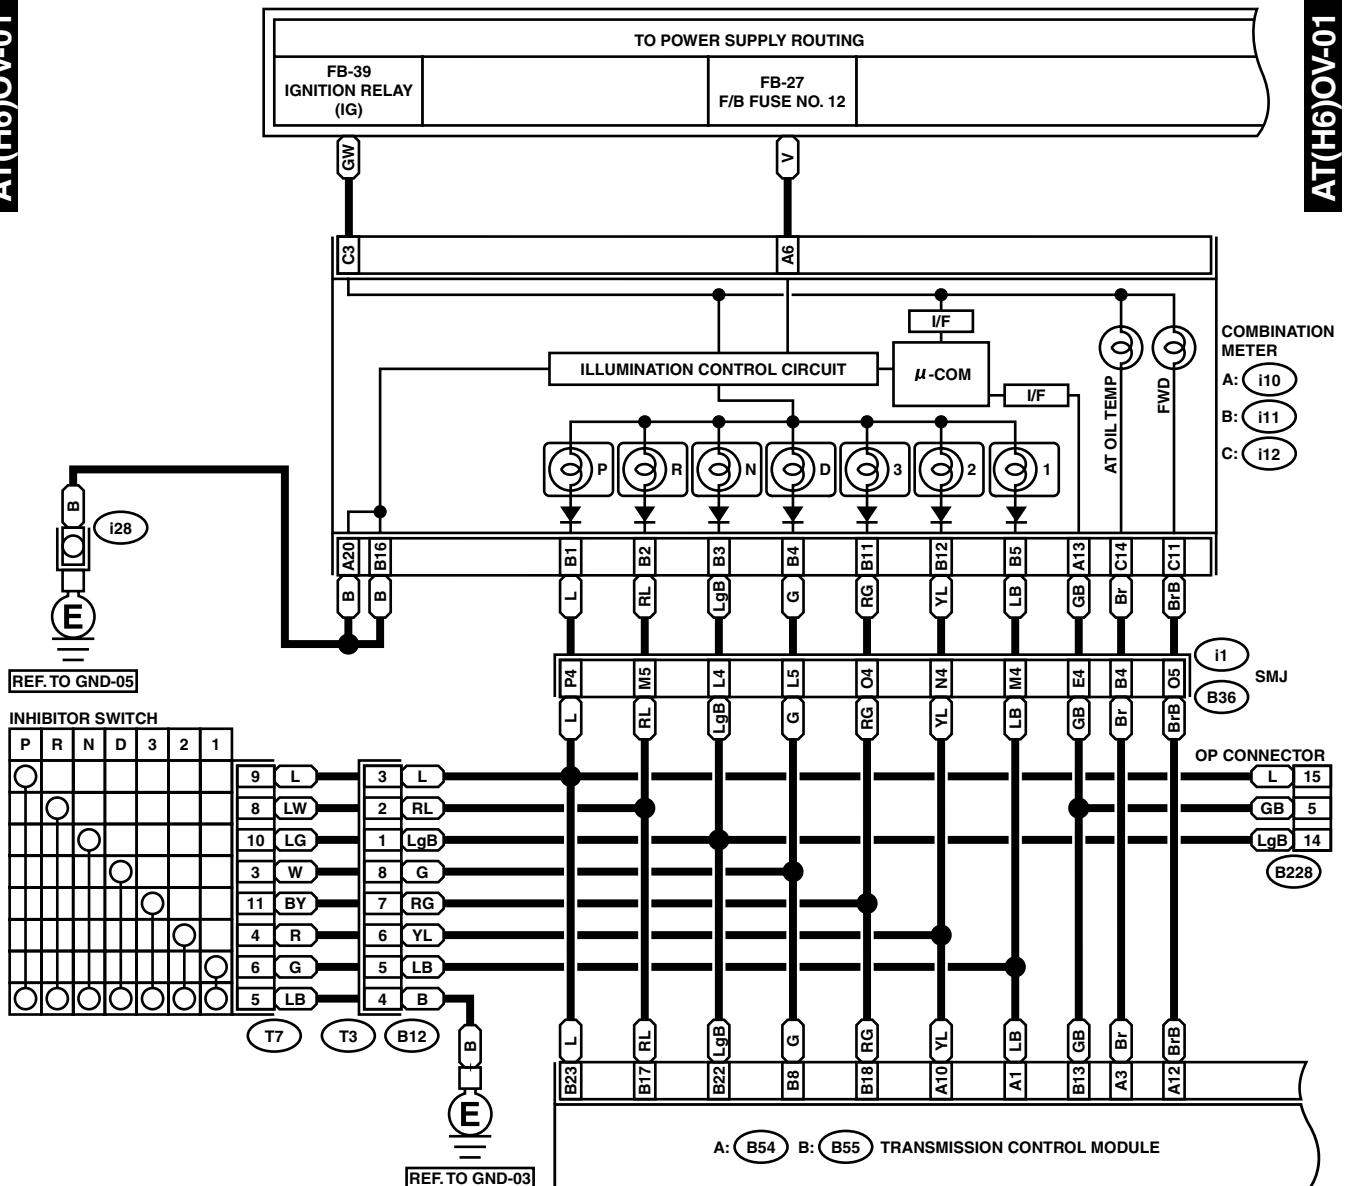 AT(H6)OV-01
AT(H6)OV-01
TO POWER SUPPLY ROUTING
FB-39
IGNITION RELAY
(IG)
FB-27
F/B FUSE NO. 12
GW
V
C3
A6
I/F
ILLUMINATION CONTROL CIRCUIT
μ-COM
I/F
AT OIL TEMP
FWD
COMBINATION
METER
A: i10
B: i11
C: i12
P R N D 3 2 1
B
i28
E
REF. TO GND-05
A20 B16 B1 B2 B3 B4 B11 B12 B5 A13 C14 C11
B B L RL LgB G RG YL LB GB Br BrB
P4 M5 L4 L5 O4 N4 M4 E4 B4 O5
i1
SMJ
B36
L RL LgB G RG YL LB GB Br BrB
INHIBITOR SWITCH
P R N D 3 2 1
OP CONNECTOR
9 L 3 L L 15
8 LW 2 RL GB 5
10 LG 1 LgB LgB 14
3 W 8 G B228
11 BY 7 RG
4 R 6 YL
6 G 5 LB
5 LB 4 B
T7 T3 B12
B
E
REF. TO GND-03
L RL LgB G RG YL LB GB Br BrB
B23 B17 B22 B8 B18 A10 A1 B13 A3 A12
A: B54 B: B55 TRANSMISSION CONTROL MODULE